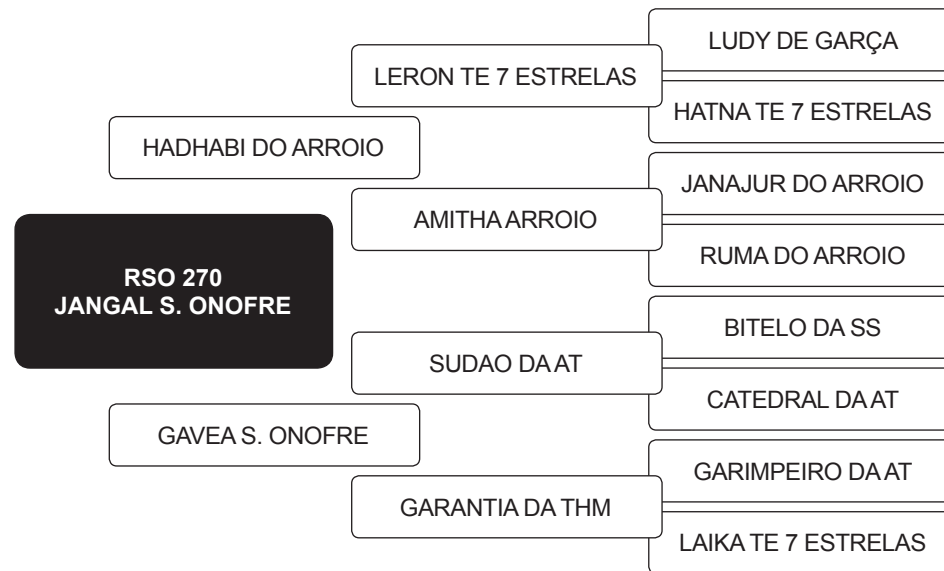 LUDY DE GARÇA
LERON TE 7 ESTRELAS
HATNA TE 7 ESTRELAS
HADHABI DO ARROIO
JANAJUR DO ARROIO
AMITHA ARROIO
RUMA DO ARROIO
RSO 270
JANGAL S. ONOFRE
BITELO DA SS
SUDAO DA AT
CATEDRAL DA AT
GAVEA S. ONOFRE
GARIMPEIRO DA AT
GARANTIA DA THM
LAIKA TE 7 ESTRELAS